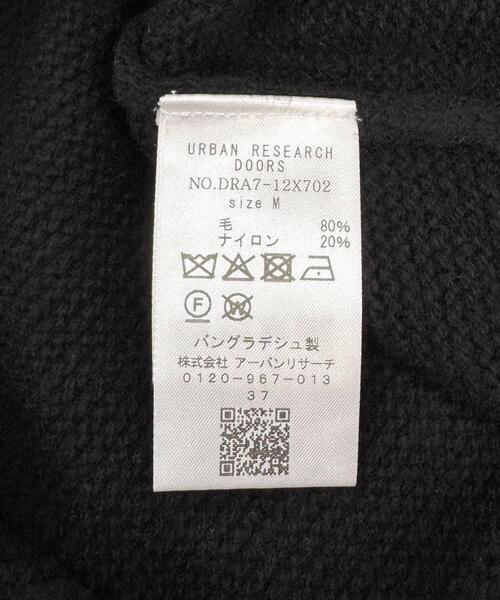 URBAN RESEARCH
DOORS
NO.DRA7-12X702
size M
毛 80%
ナイロン 20%
F W
バングラデシュ製
株式会社 アーバンリサーチ
0120-967-013
37